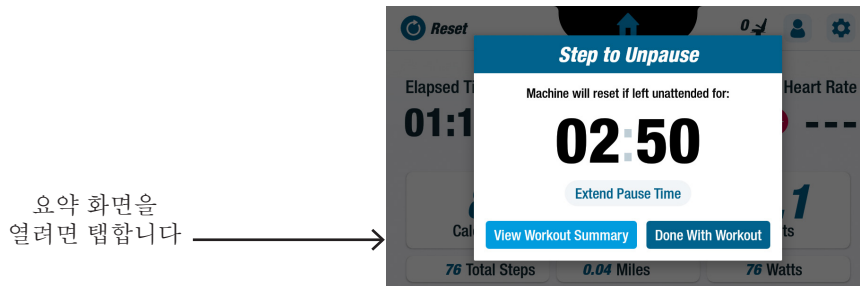 Reset
0
Step to Unpause
Elapsed Ti
Machine will reset if left unattended for:
Heart Rate
01:1
02:50
---
Extend Pause Time
요약 화면을
열려면 탭합니다
.1
Cal
View Workout Summary
Done With Workout
ts
76 Total Steps
0.04 Miles
76 Watts